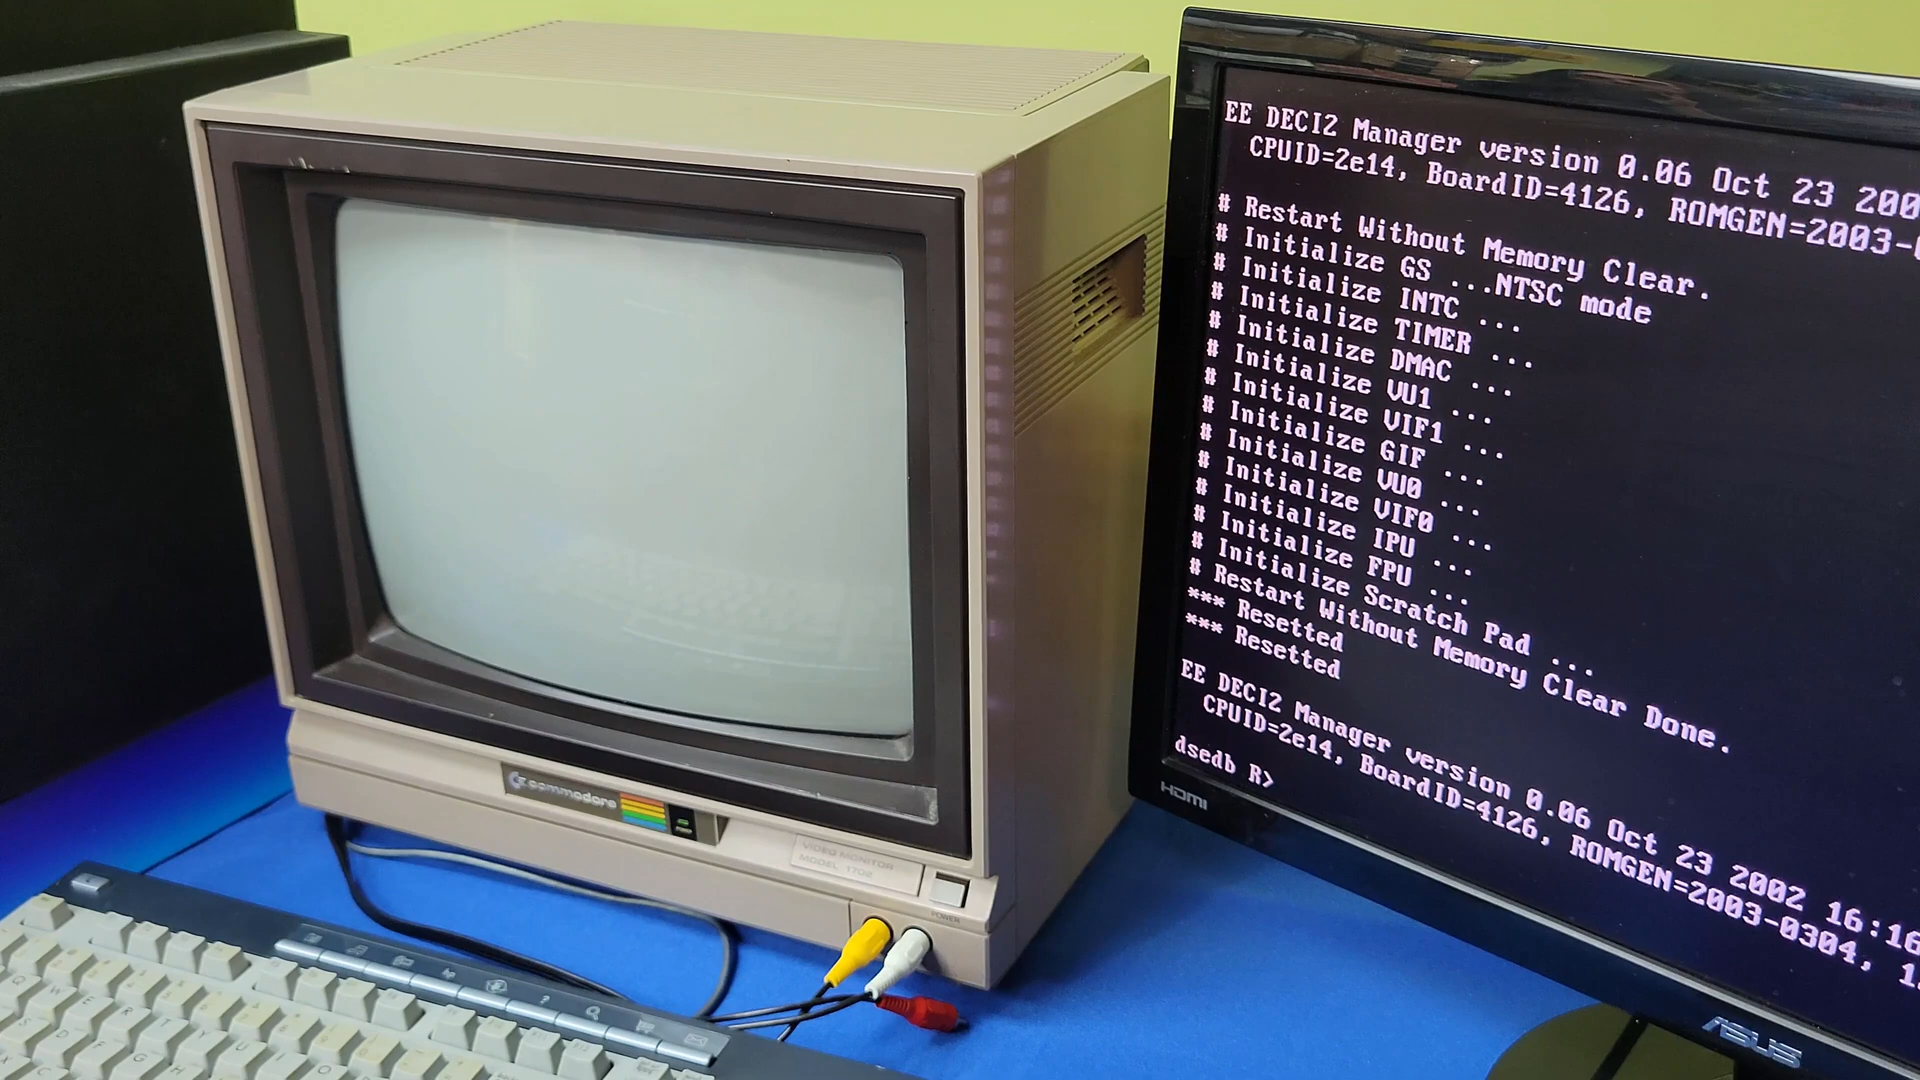 commodore
VIDEO MONITOR
MODEL 1702
POWER
EE DECI2 Manager version 0.06 Oct 23 200
CPUID=2e14, BoardID=4126, ROMGEN=2003-
# Restart Without Memory Clear.
# Initialize GS ...NTSC mode
# Initialize INTC ...
# Initialize TIMER ...
# Initialize DMAC ...
# Initialize VU1 ...
# Initialize VIF1 ...
# Initialize GIF ...
# Initialize VU0 ...
# Initialize VIF0 ...
# Initialize IPU ...
# Initialize FPU ...
# Initialize Scratch Pad ...
# Restart Without Memory Clear Done.
*** Resetted
*** Resetted
EE DECI2 Manager version 0.06 Oct 23 2002 16:16
CPUID=2e14, BoardID=4126, ROMGEN=2003-0304, 1
dsedb R>
HDMI
ASUS